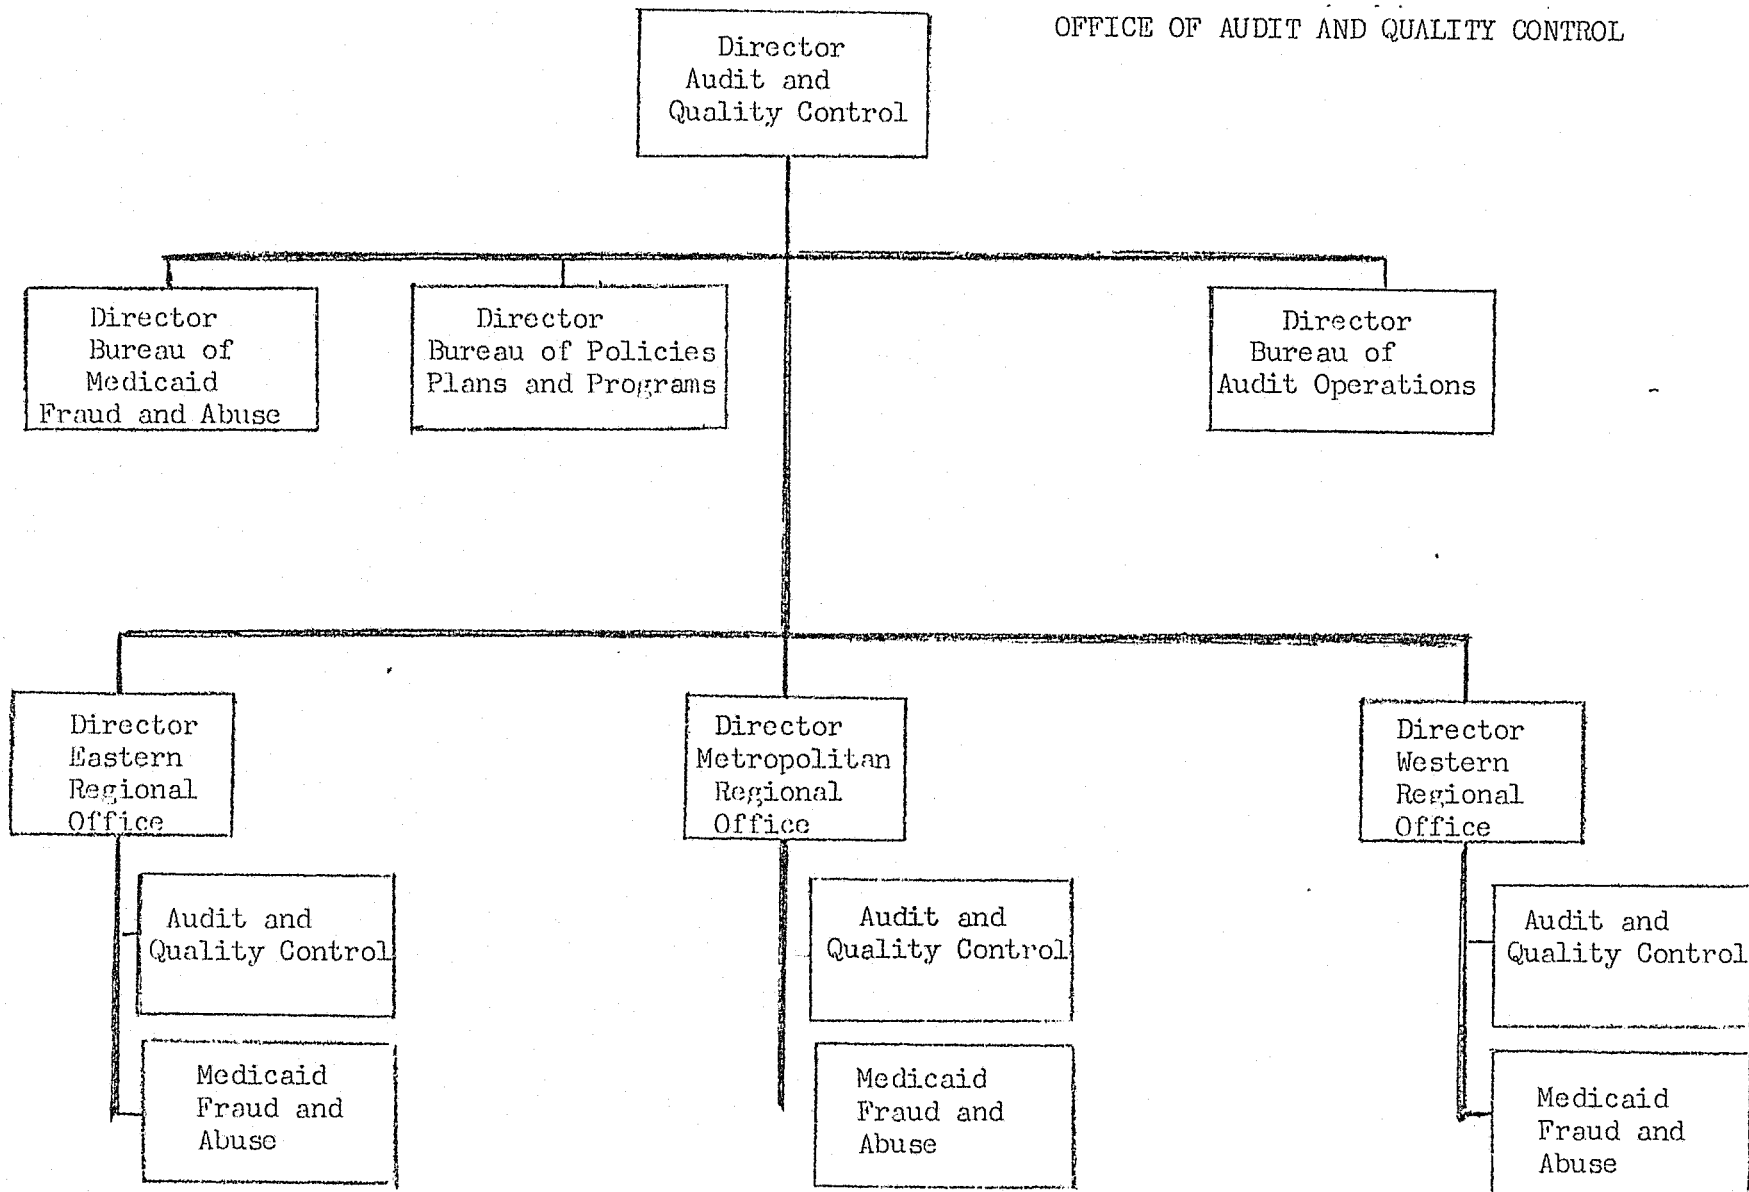 OFFICE OF AUDIT AND QUALITY CONTROL
Director
Audit and
Quality Control
Director
Bureau of
Medicaid
Fraud and Abuse
Director
Bureau of Policies
Plans and Programs
Director
Bureau of
Audit Operations
Director
Eastern
Regional
Office
Director
Metropolitan
Regional
Office
Director
Western
Regional
Office
Audit and
Quality Control
Medicaid
Fraud and
Abuse
Audit and
Quality Control
Medicaid
Fraud and
Abuse
Audit and
Quality Control
Medicaid
Fraud and
Abuse